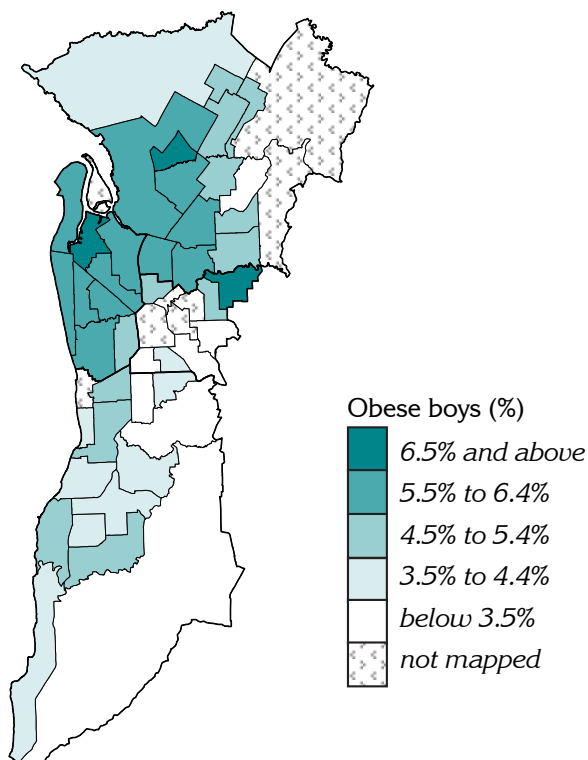 Obese boys (%)
6.5% and above
5.5% to 6.4%
4.5% to 5.4%
3.5% to 4.4%
below 3.5%
not mapped